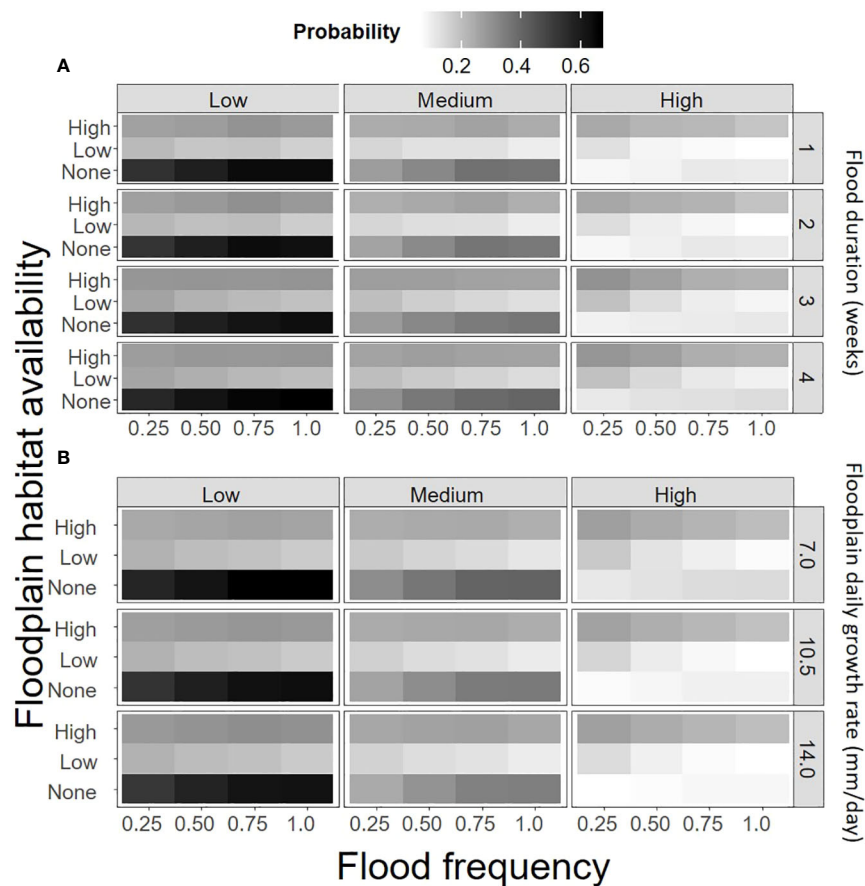 Probability
0.2 0.4 0.6
A
Low Medium High
High
Low
None
1
High
Low
None
2
High
Low
None
3
High
Low
None
4
0.25 0.50 0.75 1.0 0.25 0.50 0.75 1.0 0.25 0.50 0.75 1.0
Flood duration (weeks)
Floodplain habitat availability
B
Low Medium High
High
Low
None
7.0
High
Low
None
10.5
High
Low
None
14.0
0.25 0.50 0.75 1.0 0.25 0.50 0.75 1.0 0.25 0.50 0.75 1.0
Floodplain daily growth rate (mm/day)
Flood frequency